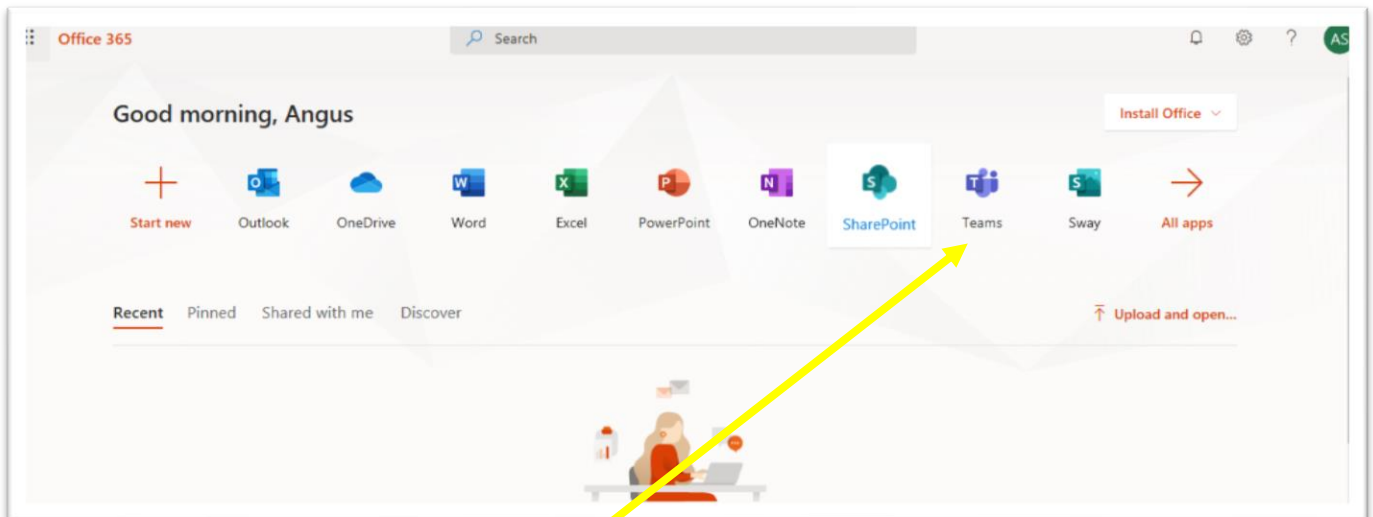 Office 365
Search
?
AS
Good morning, Angus
Install Office
O
W
X
P
N
S
T
S
Start new
Outlook
OneDrive
Word
Excel
PowerPoint
OneNote
SharePoint
Teams
Sway
All apps
Recent
Pinned
Shared with me
Discover
Upload and open...